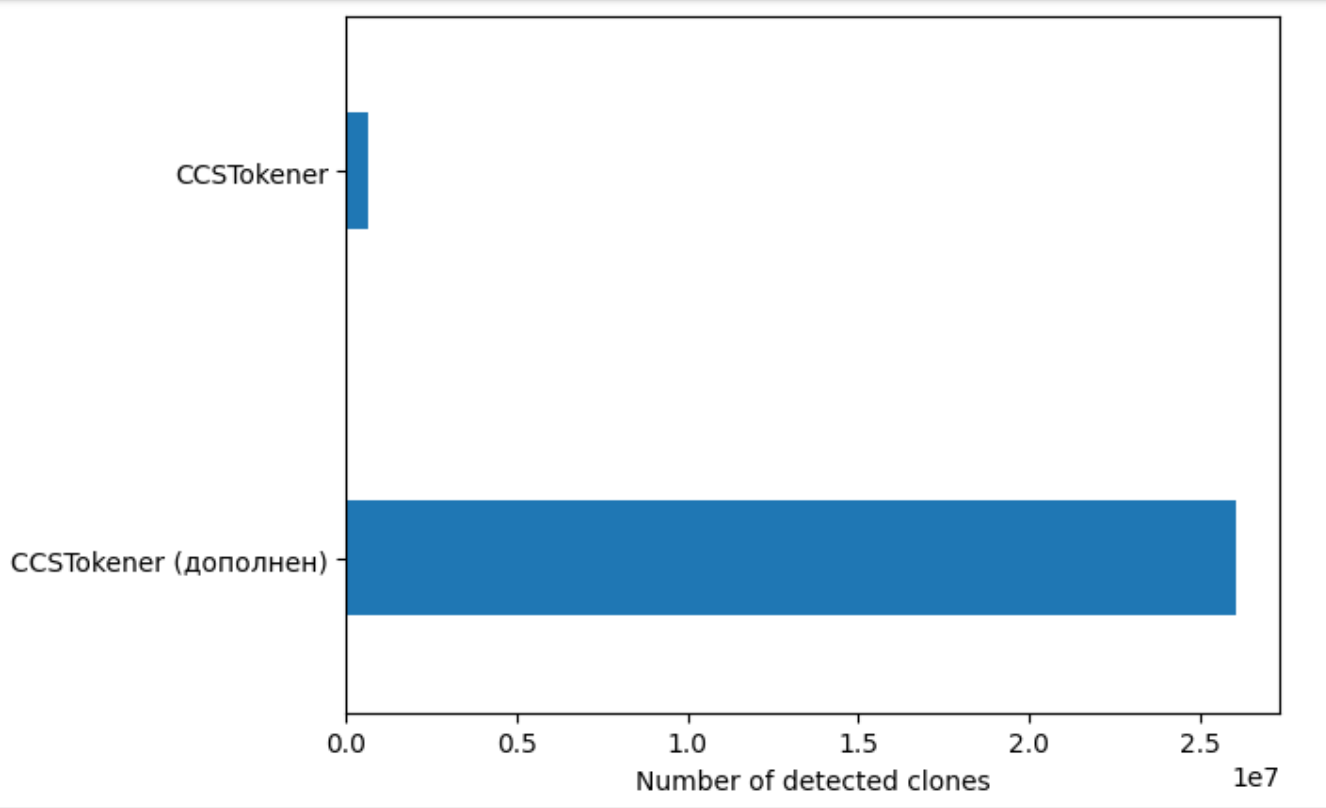 CCSTokener
CCSTokener (дополнен)
0.0 0.5 1.0 1.5 2.0 2.5
1e7
Number of detected clones